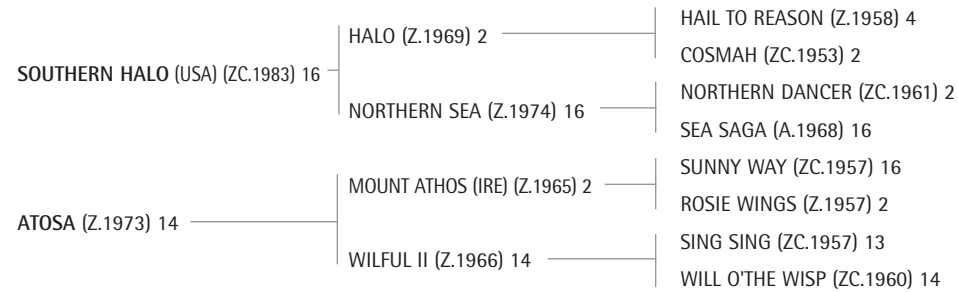 HAIL TO REASON (Z.1958) 4
HALO (Z.1969) 2
COSMAH (ZC.1953) 2
SOUTHERN HALO (USA) (ZC.1983) 16
NORTHERN DANCER (ZC.1961) 2
NORTHERN SEA (Z.1974) 16
SEA SAGA (A.1968) 16
SUNNY WAY (ZC.1957) 16
MOUNT ATHOS (IRE) (Z.1965) 2
ROSIE WINGS (Z.1957) 2
ATOSA (Z.1973) 14
SING SING (ZC.1957) 13
WILFUL II (Z.1966) 14
WILL O'THE WISP (ZC.1960) 14